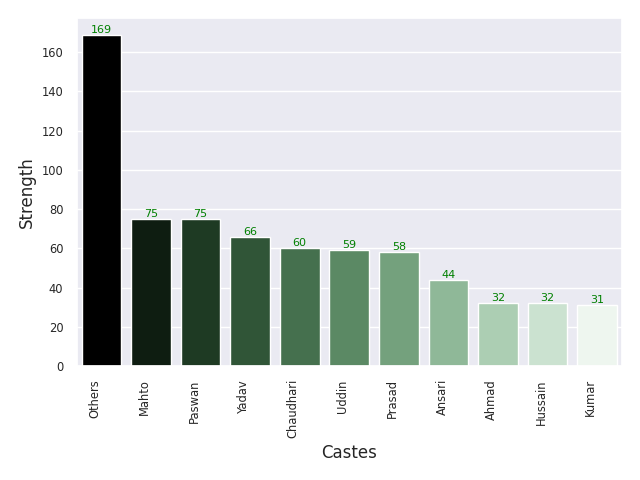 169
160
140
120
100
80
60
40
20
0
Strength
75
75
66
60
59
58
44
32
32
31
Others
Mahto
Paswan
Yadav
Chaudhari
Uddin
Prasad
Ansari
Ahmad
Hussain
Kumar
Castes